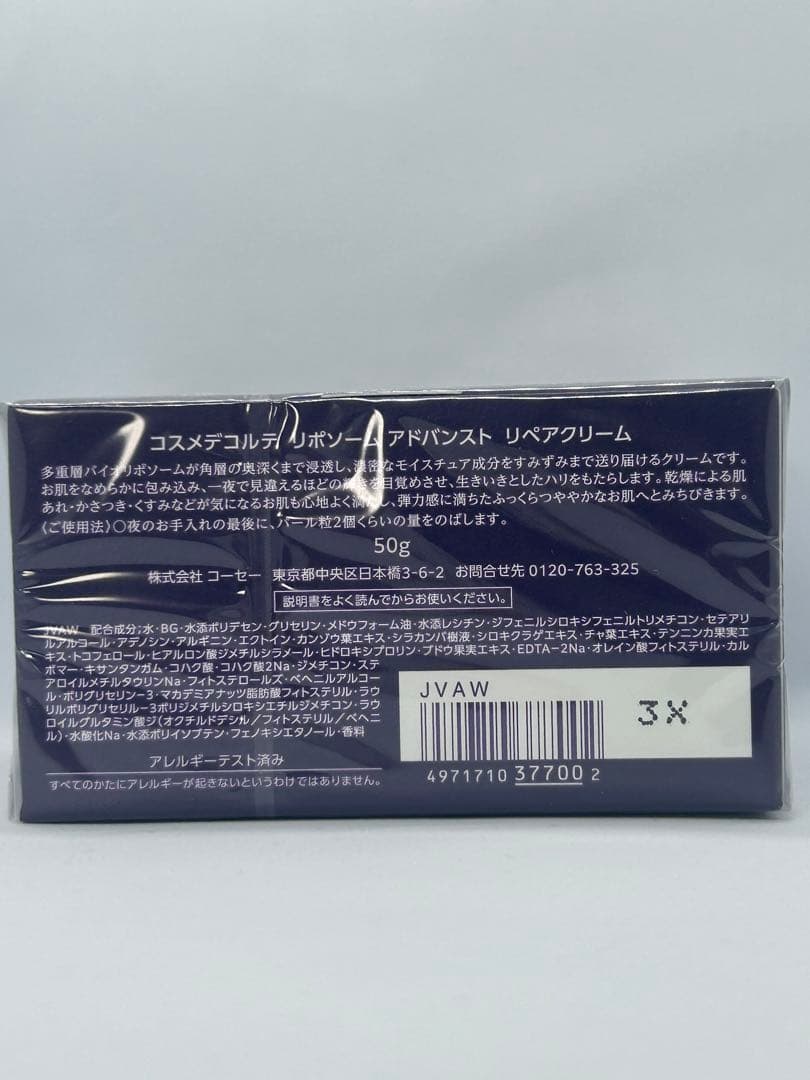 コスメデコルテ リポソーム アドバンスト リペアクリーム
多重層バイオリポソームが角層の奥深くまで浸透し、濃密なモイスチュア成分をすみずみまで送り届けるクリームです。
お肌をなめらかに包み込み、一夜で見違えるほどの輝きを目覚めさせ、生きいきとしたハリをもたらします。乾燥による肌
あれ・かさつき・くすみなどが気になるお肌も心地よく満たし、弾力感に満ちたふっくらつややかなお肌へとみちびきます。
〈ご使用法〉○夜のお手入れの最後に、パール粒2個くらいの量をのばします。
50g
株式会社 コーセー 東京都中央区日本橋3-6-2 お問合せ先 0120-763-325
説明書をよく読んでからお使いください。
JVAW 配合成分;水・BG・水添ポリデセン・グリセリン・メドウフォーム油・水添レシチン・ジフェニルシロキシフェニルトリメチコン・セテアリ
ルアルコール・アデノシン・アルギニン・エクトイン・カンゾウ葉エキス・シラカンバ樹液・シロキクラゲエキス・チャ葉エキス・テンニンカ果実エ
キス・トコフェロール・ヒアルロン酸ジメチルシラノール・ヒドロキシプロリン・ブドウ果実エキス・EDTA-2Na・オレイン酸フィトステリル・カル
ボマー・キサンタンガム・コハク酸・コハク酸2Na・ジメチコン・ステ
アロイルメチルタウリンNa・フィトステロールズ・ベヘニルアルコー
ル・ポリグリセリン-3・マカデミアナッツ脂肪酸フィトステリル・ラウ
リルポリグリセリル-3ポリジメチルシロキシエチルジメチコン・ラウ
ロイルグルタミン酸ジ(オクチルドデシル/フィトステリル/ベヘニ
ル)・水酸化Na・水添ポリイソブテン・フェノキシエタノール・香料
アレルギーテスト済み
すべてのかたにアレルギーが起きないというわけではありません。
JVAW
3X
4971710 37700 2